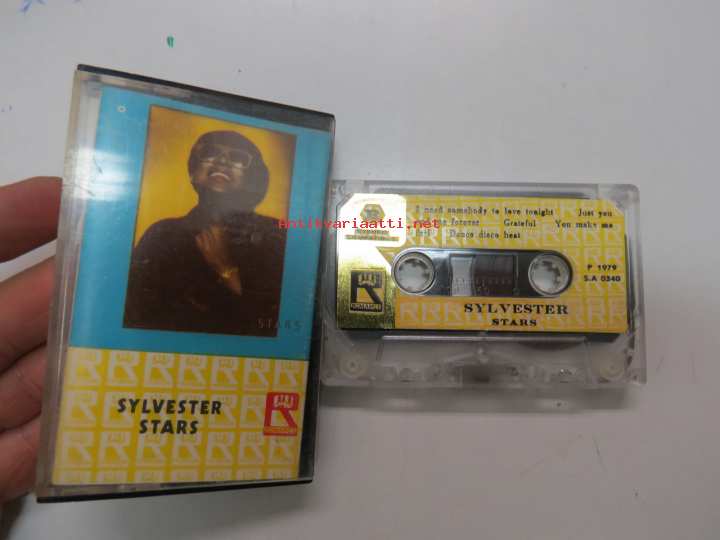 STARS
SYLVESTER
STARS
Antikvariaatti.net
I need somebody to love tonight Just you
forever Grateful You make me
Dance disco heat
P 1979
S.A 0340
SYLVESTER
STARS